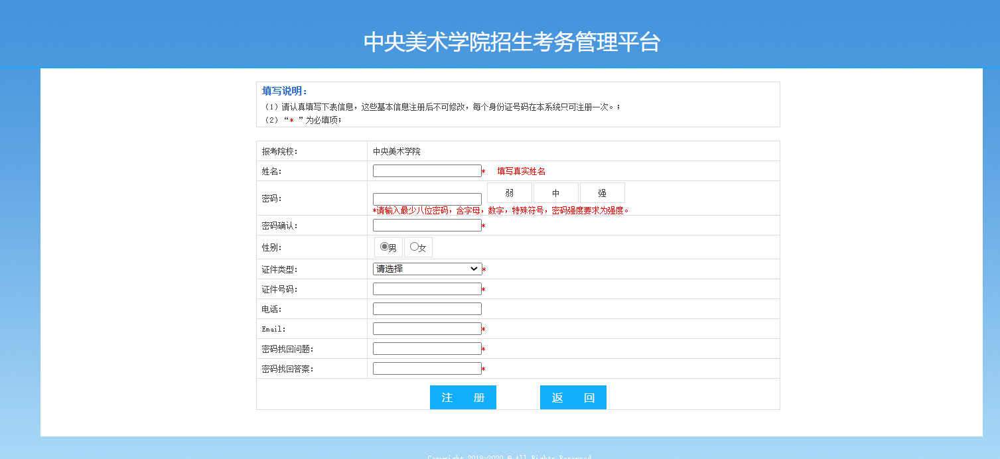 中央美术学院招生考务管理平台
填写说明：
（1）请认真填写下表信息，这些基本信息注册后不可修改，每个身份证号码在本系统只可注册一次。；
（2）“* ”为必填项；
报考院校： 中央美术学院
姓名： * 填写真实姓名
密码： 弱 中 强
*请输入最少八位密码，含字母，数字，特殊符号，密码强度要求为强度。
密码确认： *
性别： 男 女
证件类型： 请选择 *
证件号码： *
电话：
Email： *
密码找回问题： *
密码找回答案： *
注 册 返 回
Copyright 2018-2020 © All Rights Reserved